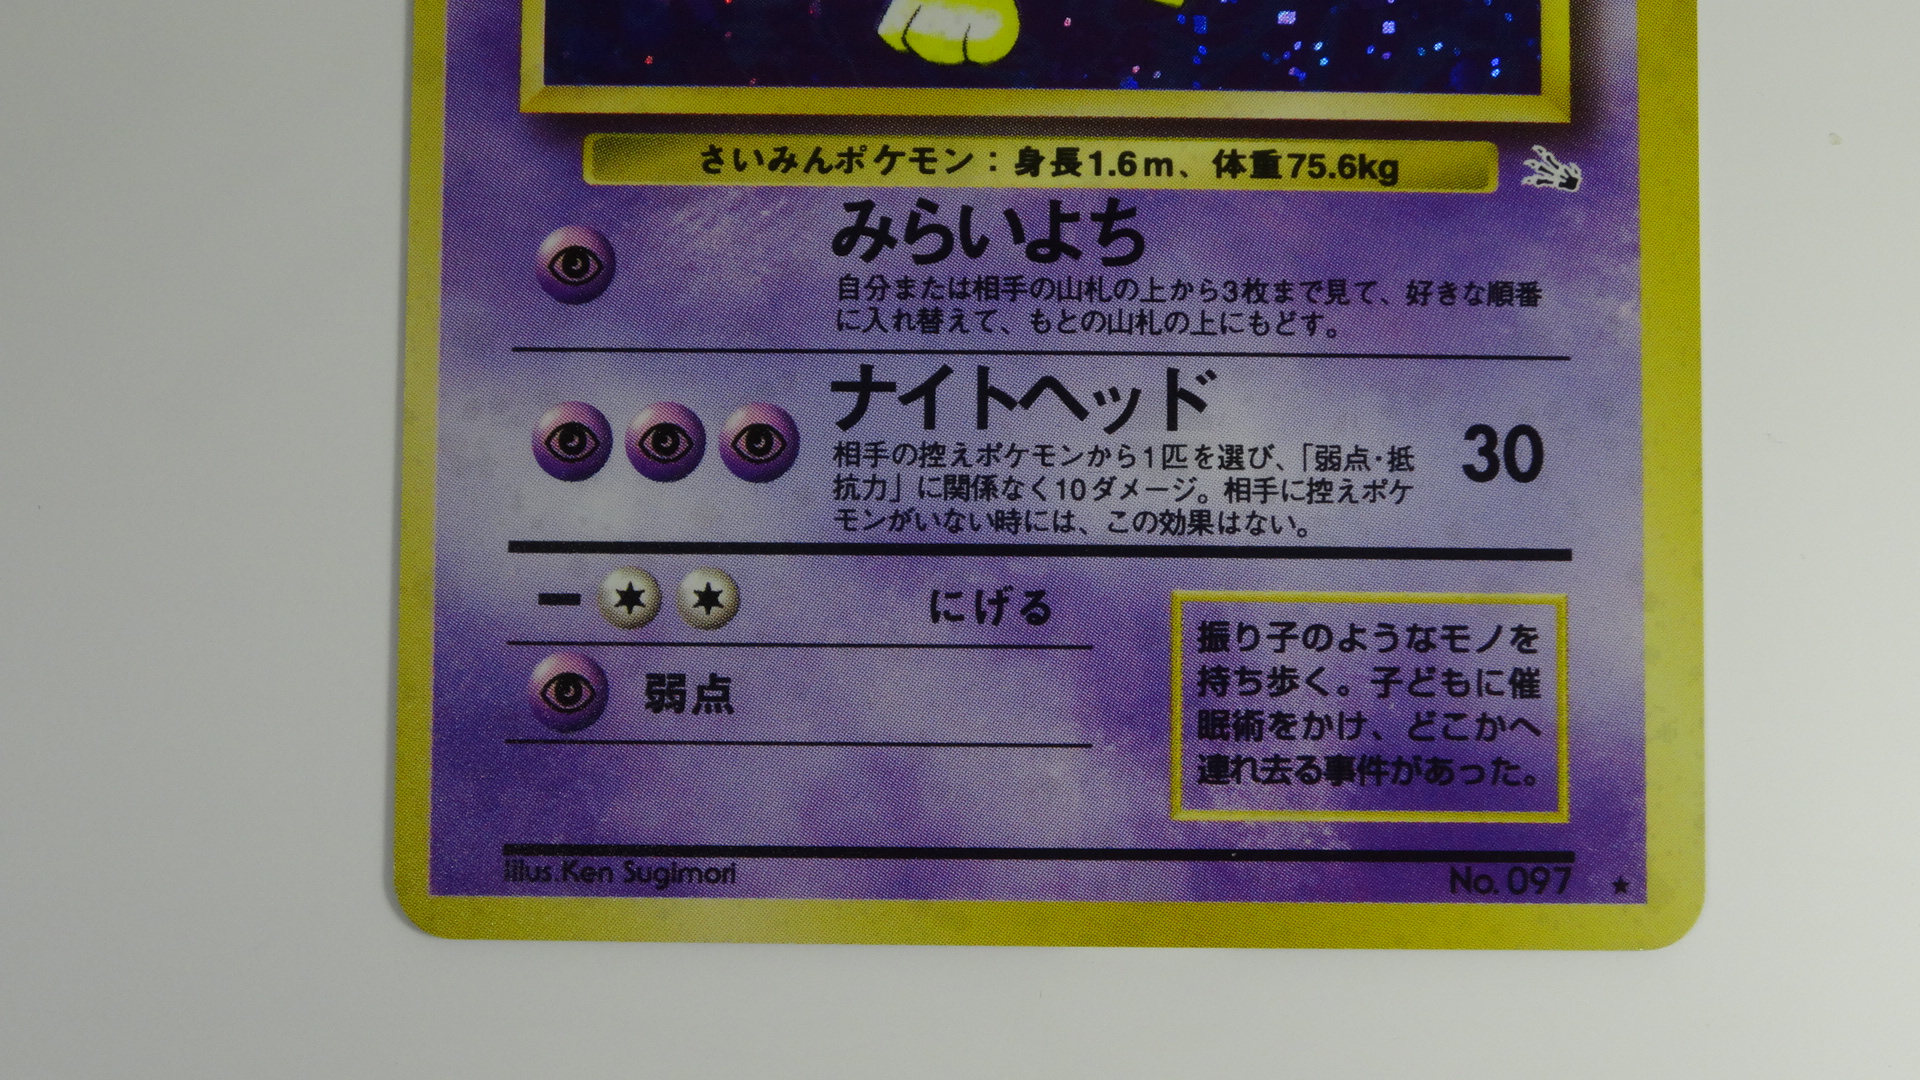 さいみんポケモン：身長1.6m、体重75.6kg
みらいよち
自分または相手の山札の上から3枚まで見て、好きな順番
に入れ替えて、もとの山札の上にもどす。
ナイトヘッド
30
相手の控えポケモンから1匹を選び、「弱点・抵
抗力」に関係なく10ダメージ。相手に控えポケ
モンがいない時には、この効果はない。
にげる
弱点
振り子のようなモノを
持ち歩く。子どもに催
眠術をかけ、どこかへ
連れ去る事件があった。
Illus.Ken Sugimori
No.097 ★